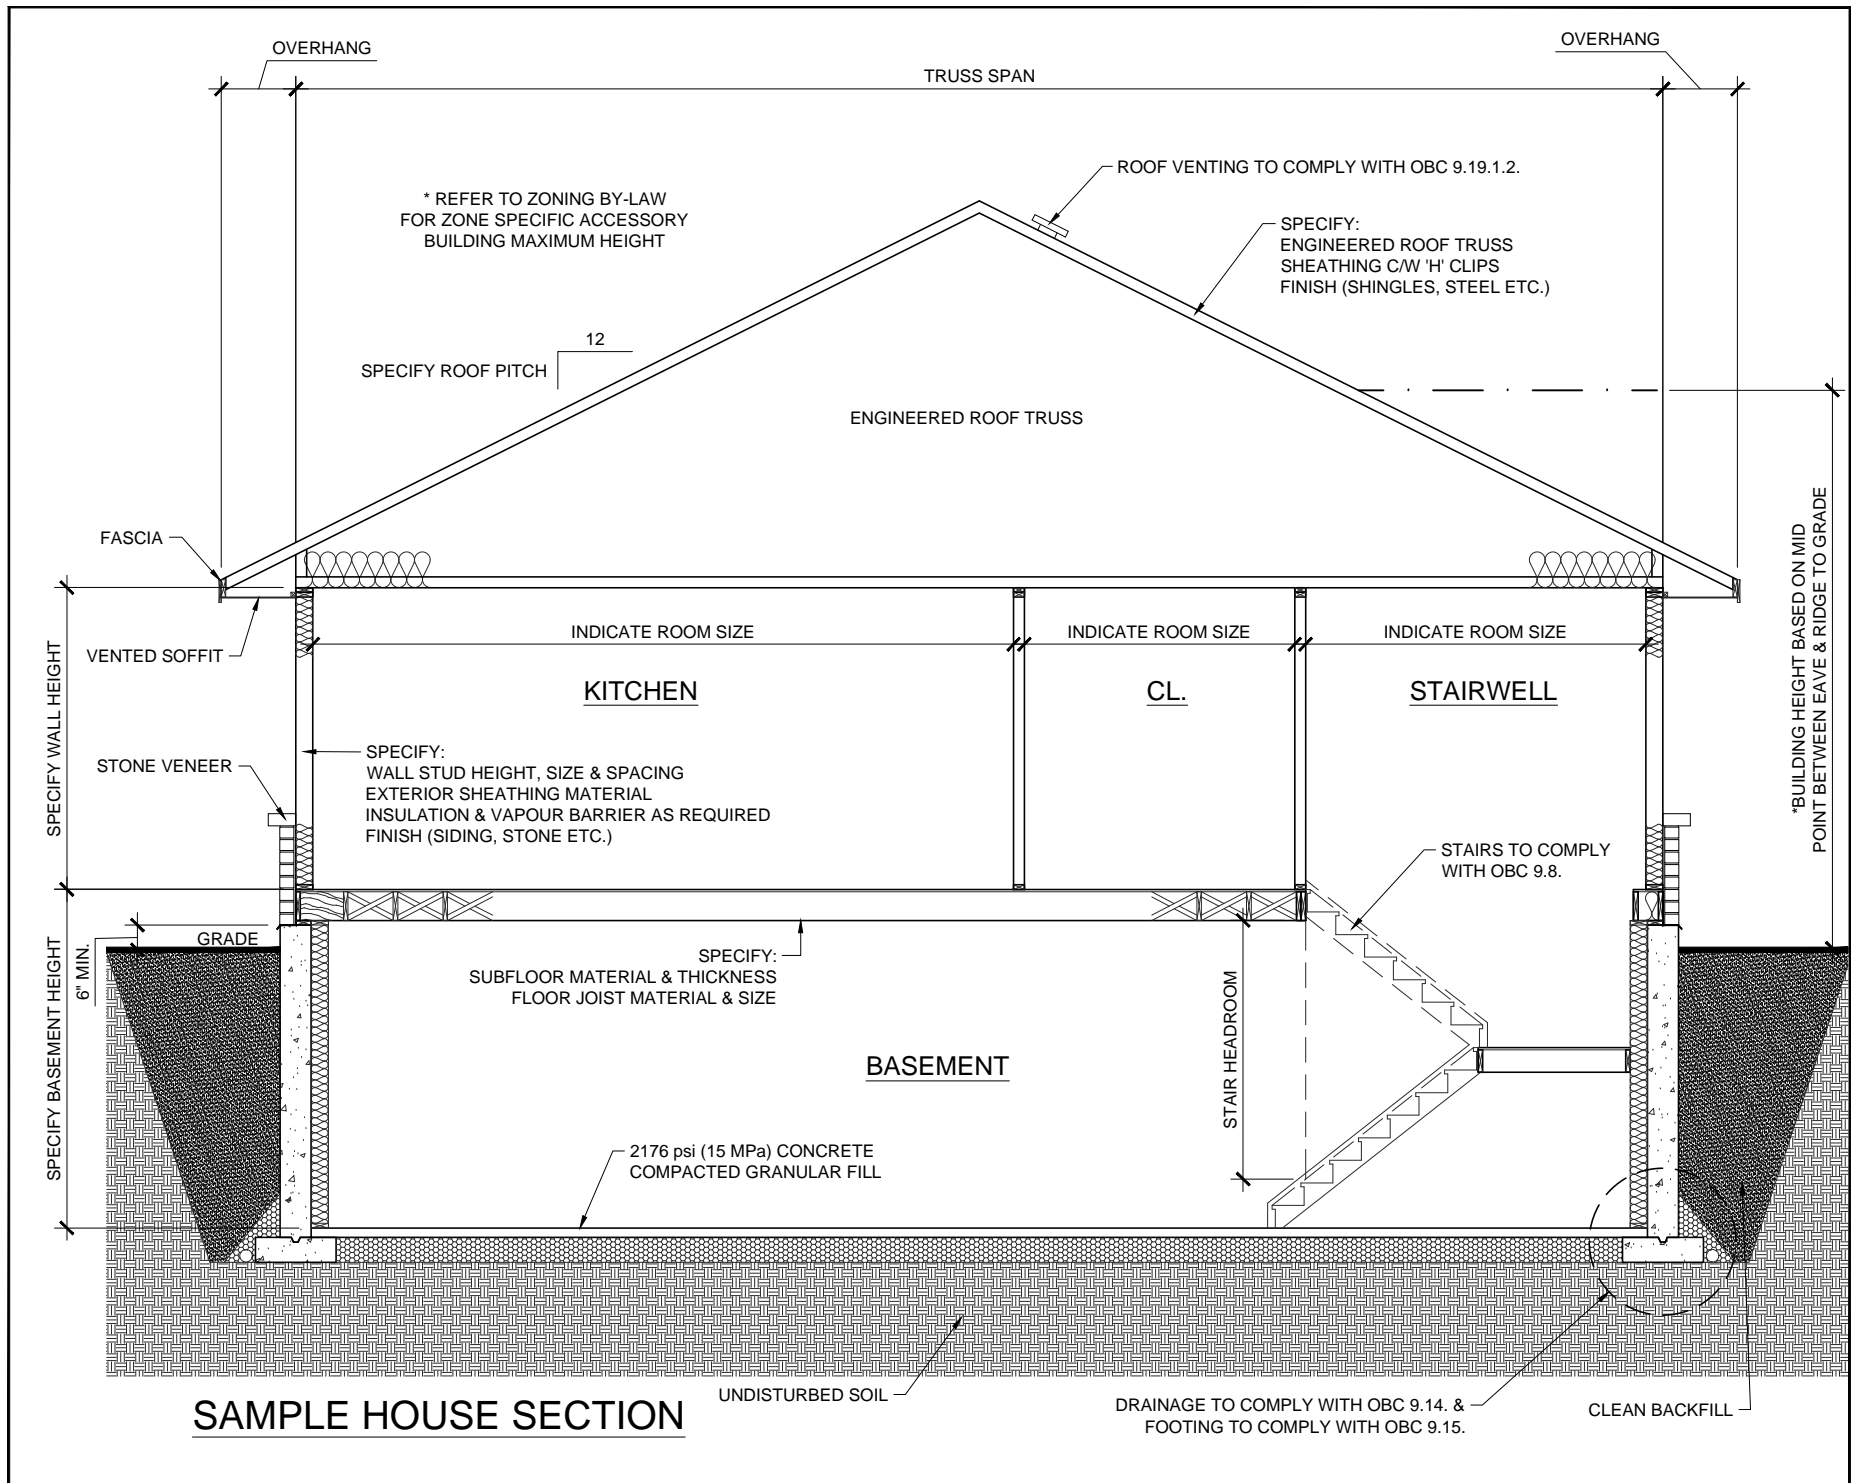 OVERHANG
OVERHANG
TRUSS SPAN
ROOF VENTING TO COMPLY WITH OBC 9.19.1.2.
* REFER TO ZONING BY-LAW
FOR ZONE SPECIFIC ACCESSORY
BUILDING MAXIMUM HEIGHT
SPECIFY:
ENGINEERED ROOF TRUSS
SHEATHING C/W 'H' CLIPS
FINISH (SHINGLES, STEEL ETC.)
12
SPECIFY ROOF PITCH
ENGINEERED ROOF TRUSS
FASCIA
VENTED SOFFIT
INDICATE ROOM SIZE
INDICATE ROOM SIZE
INDICATE ROOM SIZE
KITCHEN
CL.
STAIRWELL
SPECIFY WALL HEIGHT
*BUILDING HEIGHT BASED ON MID
POINT BETWEEN EAVE & RIDGE TO GRADE
STONE VENEER
SPECIFY:
WALL STUD HEIGHT, SIZE & SPACING
EXTERIOR SHEATHING MATERIAL
INSULATION & VAPOUR BARRIER AS REQUIRED
FINISH (SIDING, STONE ETC.)
STAIRS TO COMPLY
WITH OBC 9.8.
GRADE
6" MIN.
SPECIFY BASEMENT HEIGHT
SPECIFY:
SUBFLOOR MATERIAL & THICKNESS
FLOOR JOIST MATERIAL & SIZE
BASEMENT
STAIR HEADROOM
2176 psi (15 MPa) CONCRETE
COMPACTED GRANULAR FILL
UNDISTURBED SOIL
DRAINAGE TO COMPLY WITH OBC 9.14. &
FOOTING TO COMPLY WITH OBC 9.15.
CLEAN BACKFILL
SAMPLE HOUSE SECTION